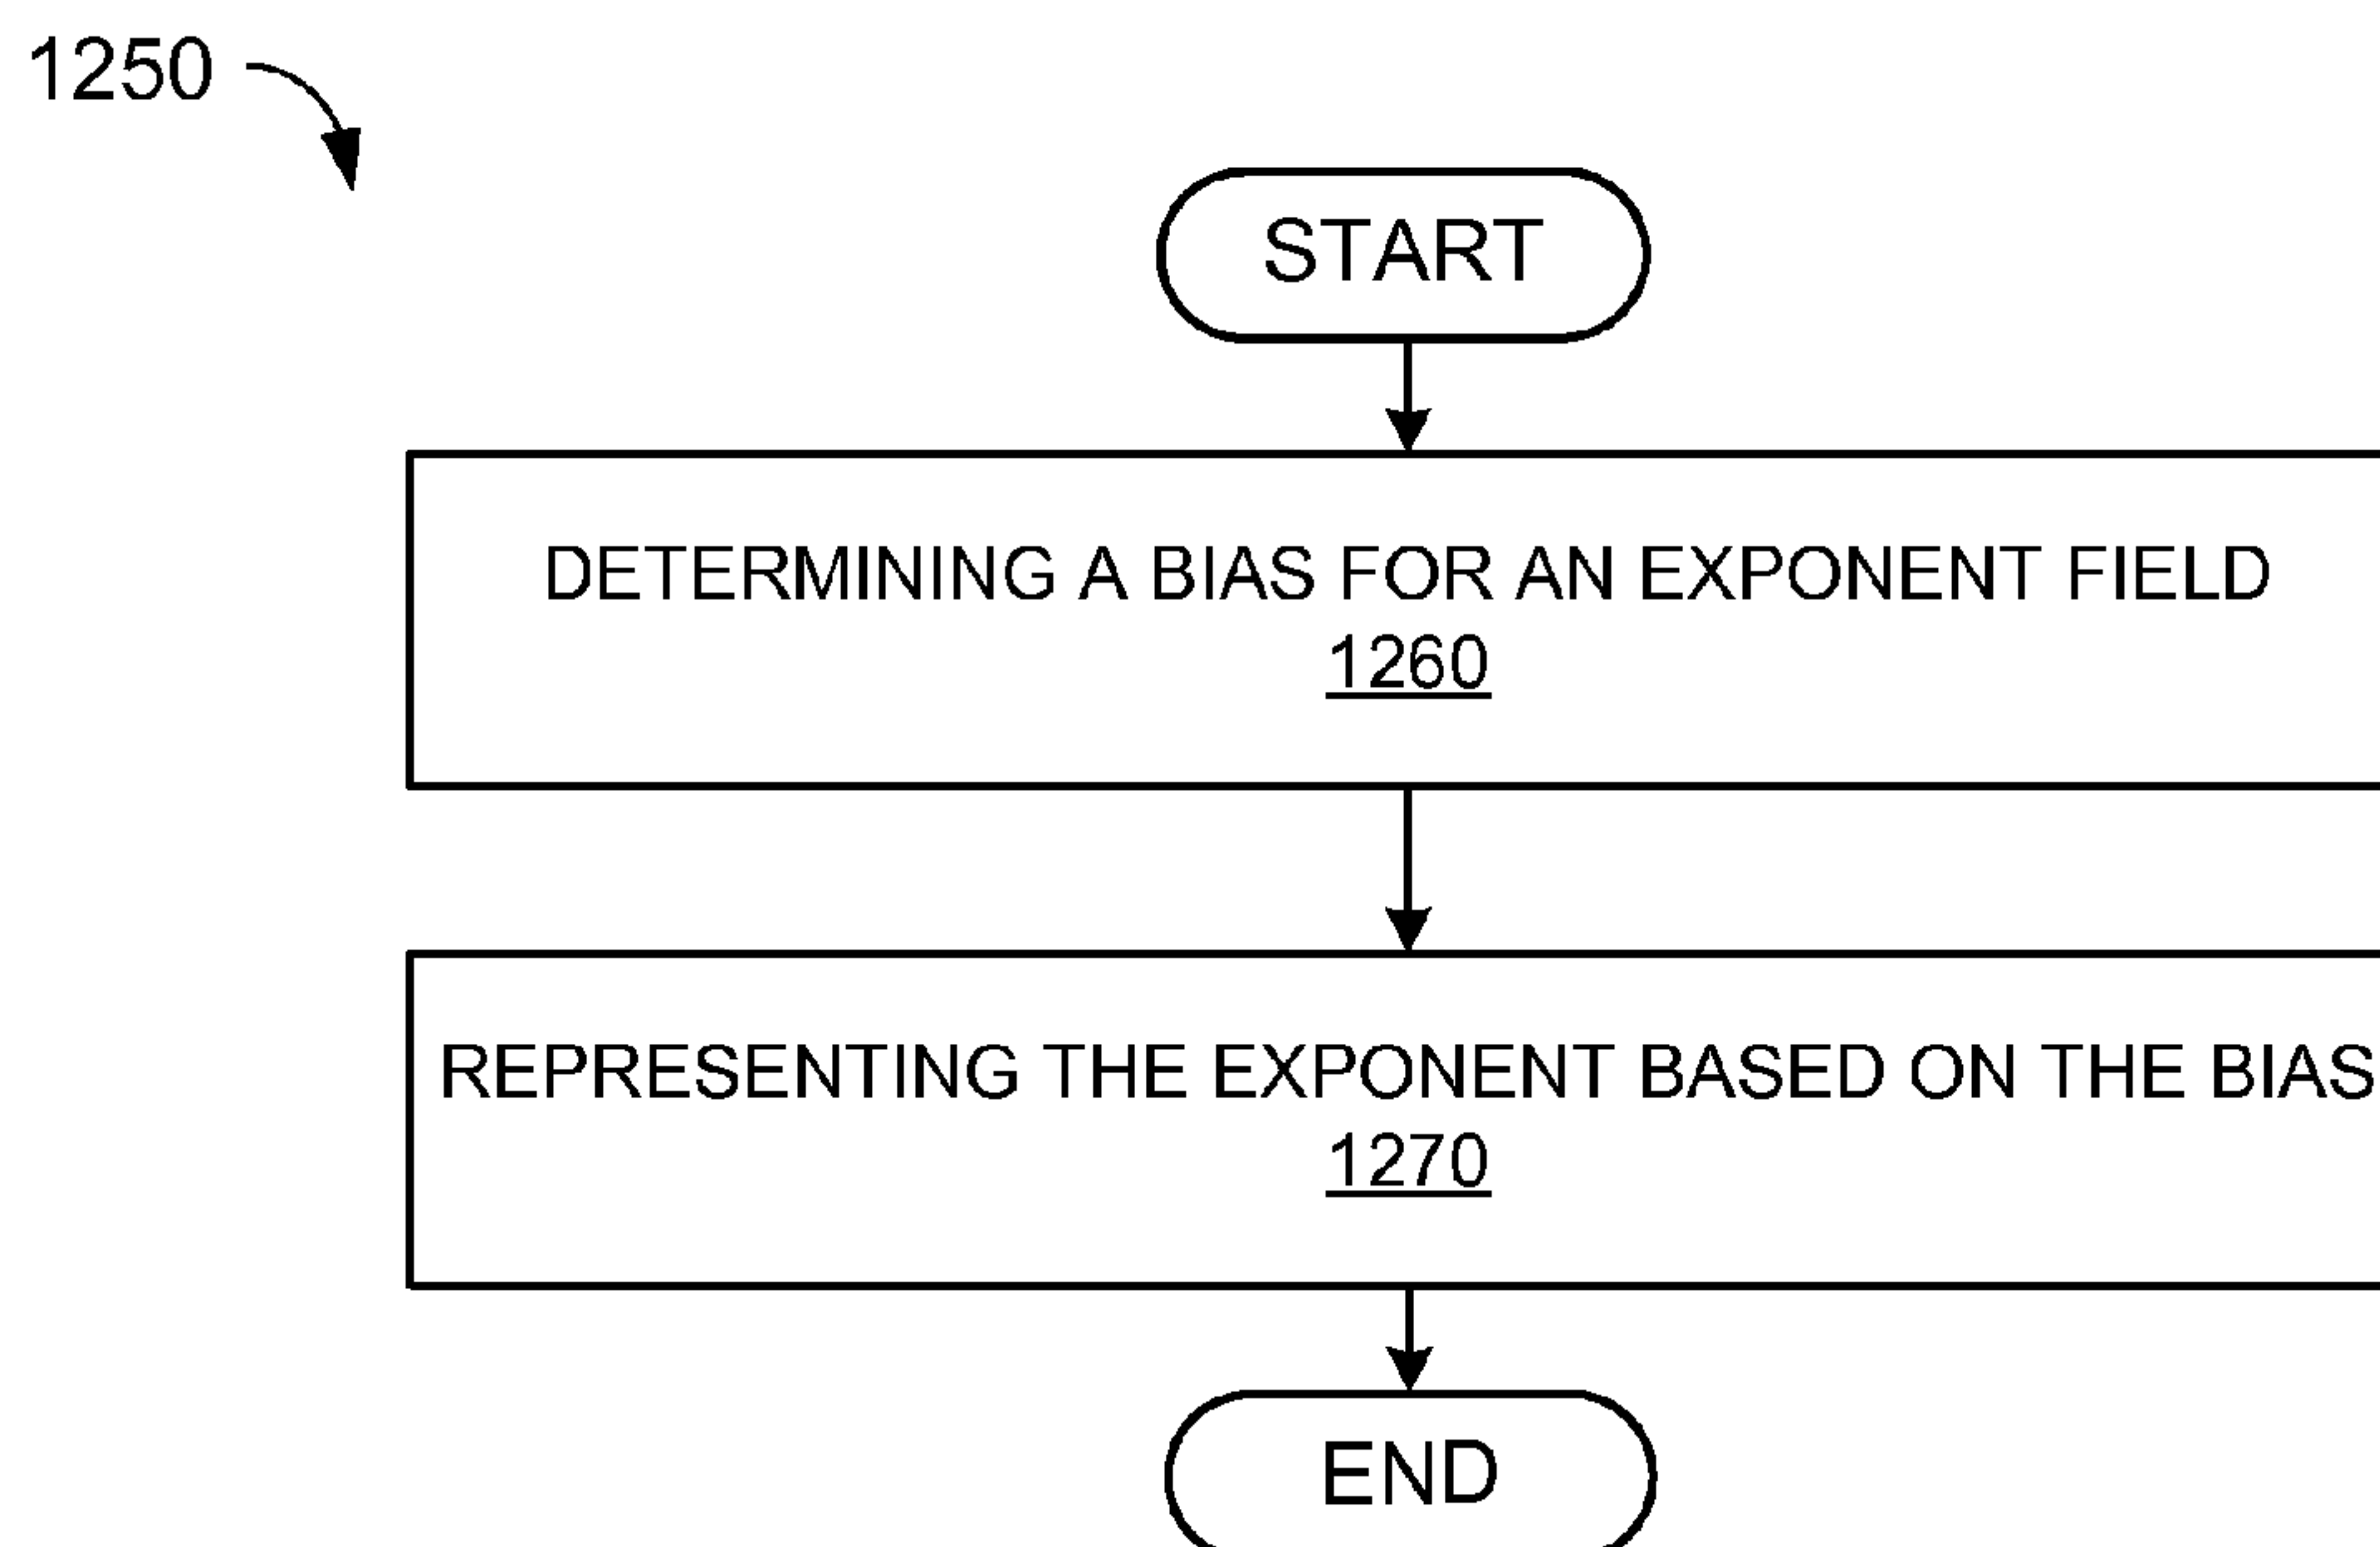 1250
START
DETERMINING A BIAS FOR AN EXPONENT FIELD
1260
REPRESENTING THE EXPONENT BASED ON THE BIAS
1270
END